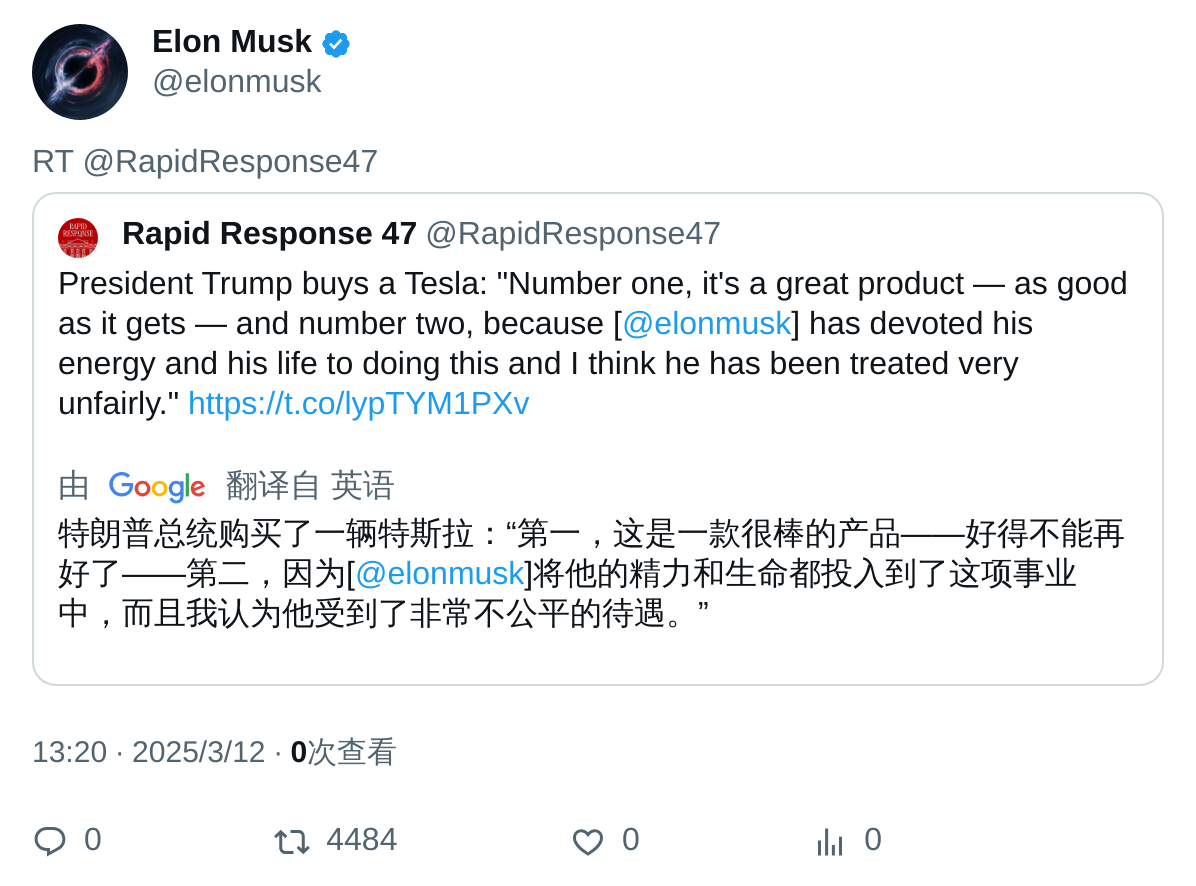 Elon Musk
@elonmusk
RT @RapidResponse47
RAPID
RESPONSE
Rapid Response 47 @RapidResponse47
President Trump buys a Tesla: "Number one, it's a great product — as good
as it gets — and number two, because [@elonmusk] has devoted his
energy and his life to doing this and I think he has been treated very
unfairly." https://t.co/lypTYM1PXv
由 Google 翻译自 英语
特朗普总统购买了一辆特斯拉：“第一，这是一款很棒的产品——好得不能再
好了——第二，因为[@elonmusk]将他的精力和生命都投入到了这项事业
中，而且我认为他受到了非常不公平的待遇。”
13:20 · 2025/3/12 · 0次查看
0 4484 0 0